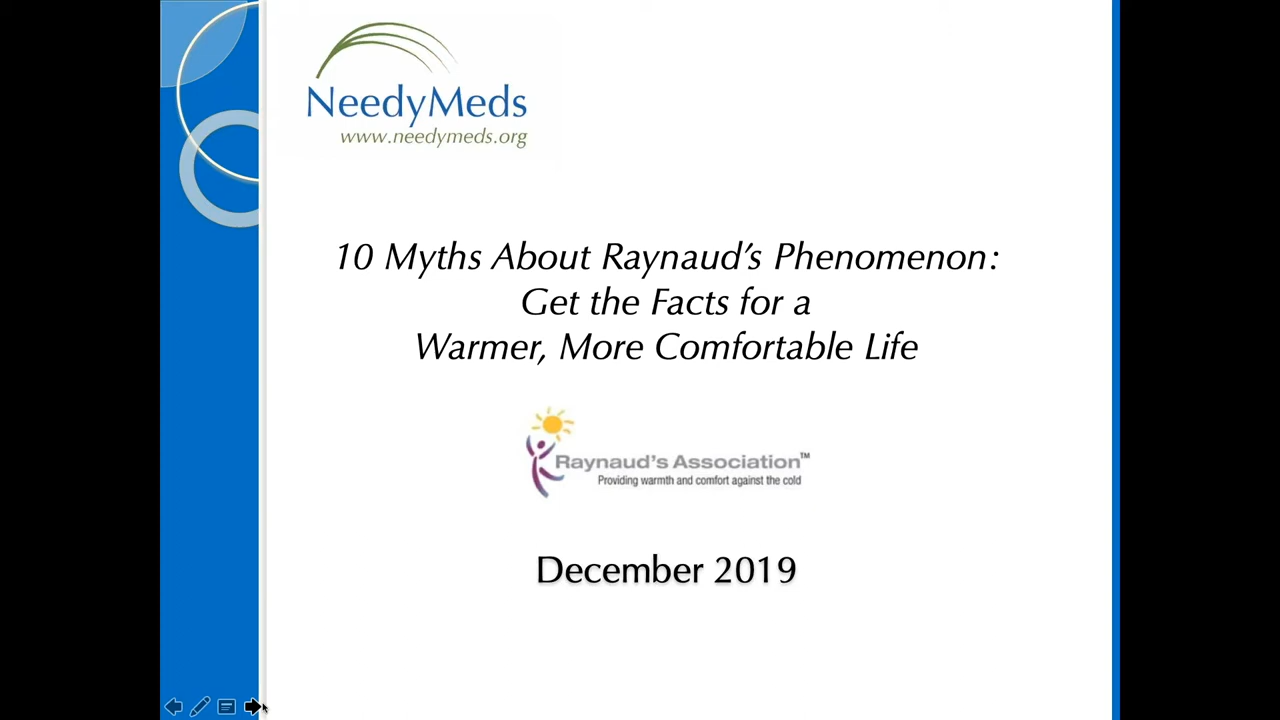 NeedyMeds
www.needymeds.org
10 Myths About Raynaud's Phenomenon:
Get the Facts for a
Warmer, More Comfortable Life
Raynaud's Association™
Providing warmth and comfort against the cold
December 2019